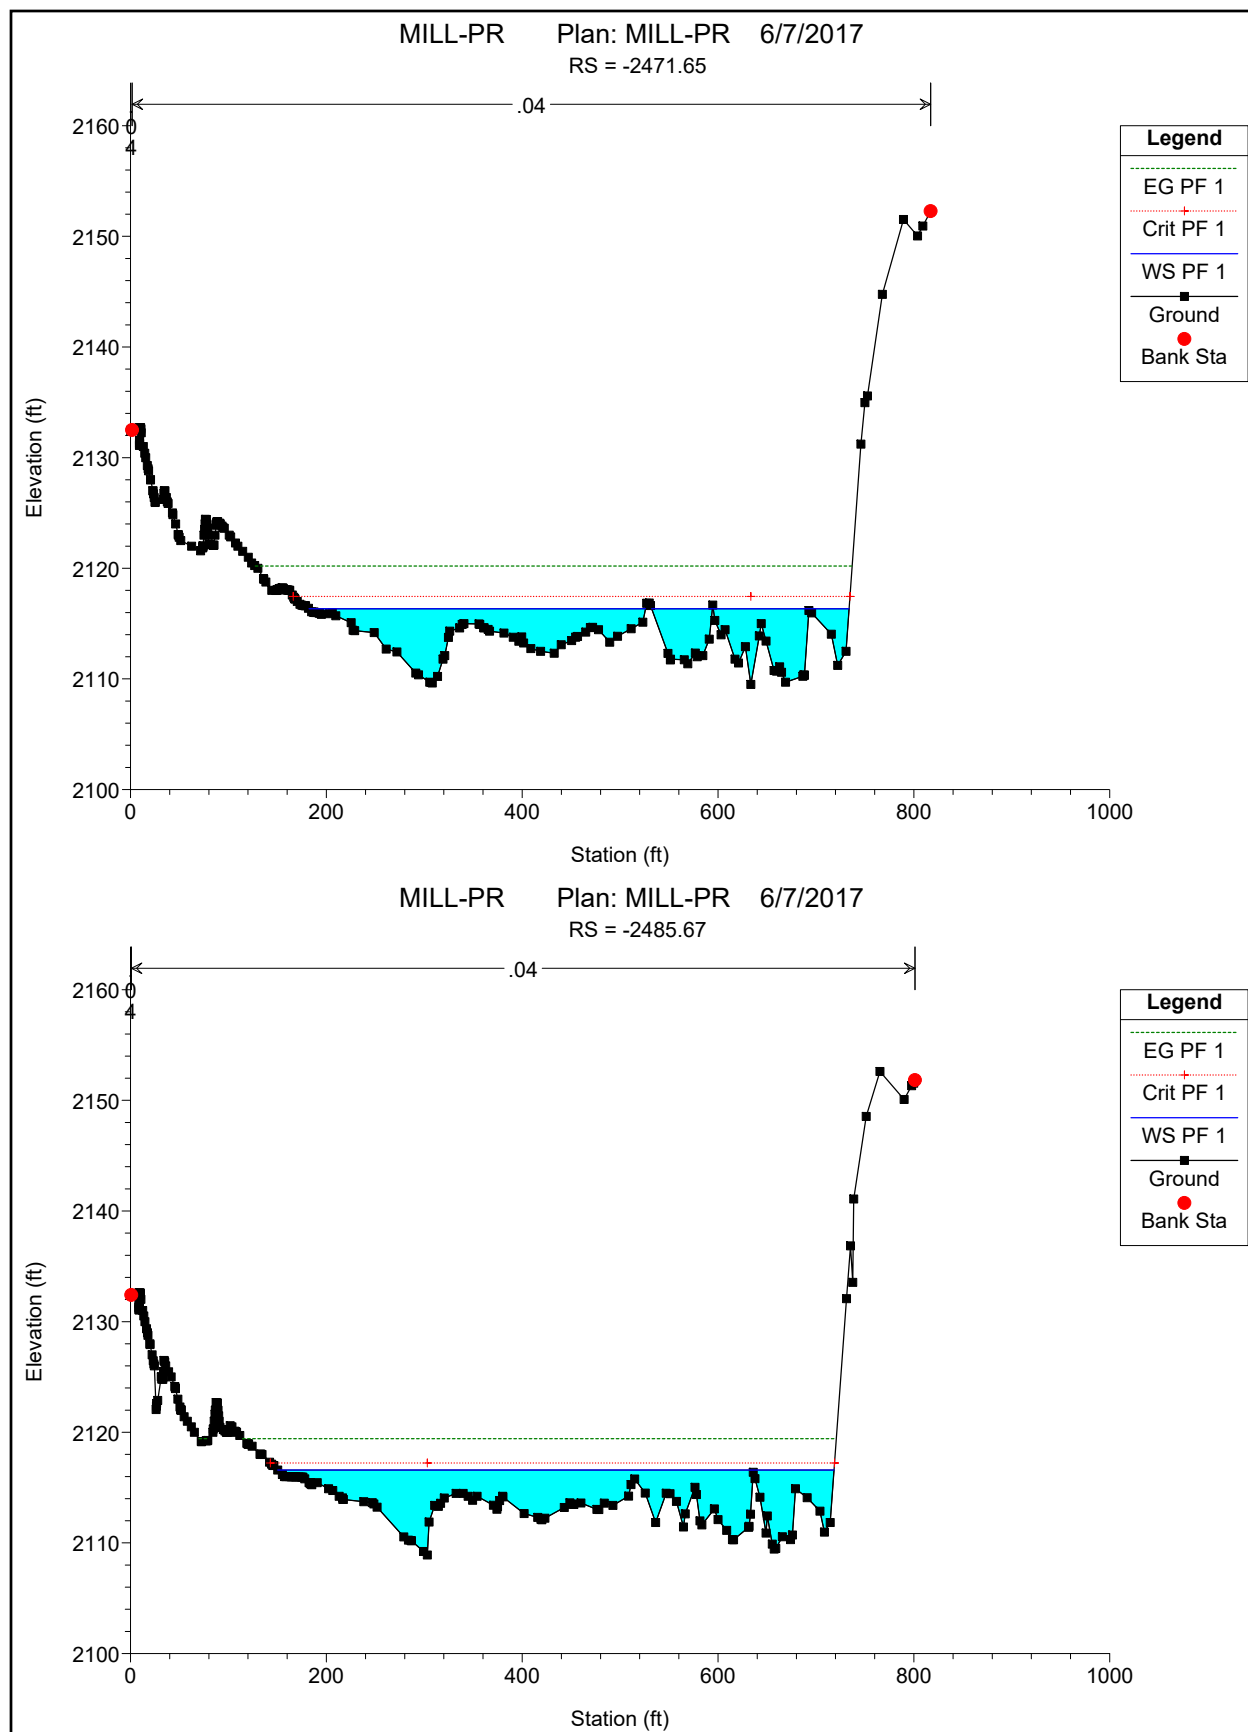 MILL-PR Plan: MILL-PR 6/7/2017
RS = -2471.65
.04
.04
Legend
EG PF 1
Crit PF 1
WS PF 1
Ground
Bank Sta
Elevation (ft)
2160
2150
2140
2130
2120
2110
2100
0 200 400 600 800 1000
Station (ft)
MILL-PR Plan: MILL-PR 6/7/2017
RS = -2485.67
.04
.04
Legend
EG PF 1
Crit PF 1
WS PF 1
Ground
Bank Sta
Elevation (ft)
2160
2150
2140
2130
2120
2110
2100
0 200 400 600 800 1000
Station (ft)